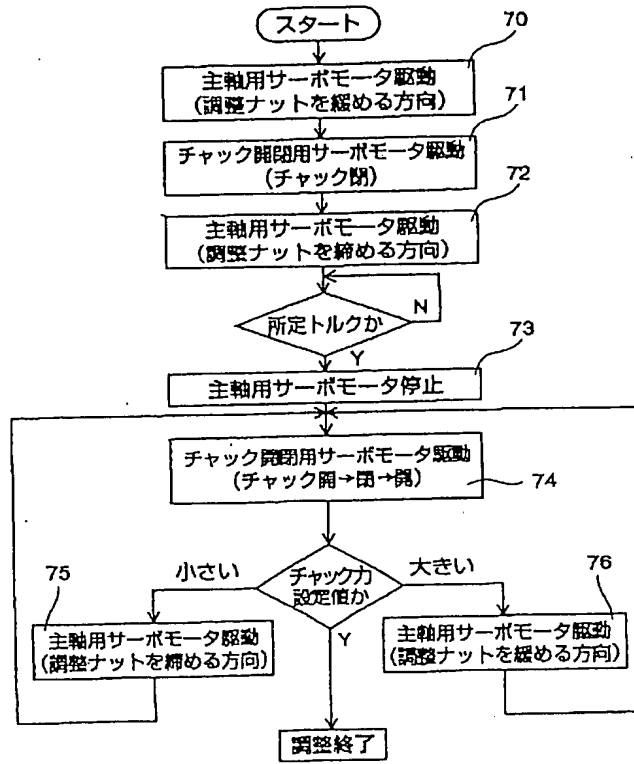 スタート
70
主軸用サーボモータ駆動
(調整ナットを緩める方向)
71
チャック開閉用サーボモータ駆動
(チャック閉)
72
主軸用サーボモータ駆動
(調整ナットを締める方向)
N
所定トルクか
Y
73
主軸用サーボモータ停止
チャック開閉用サーボモータ駆動
(チャック開→閉→開)
74
小さい
チャック力
設定値か
大きい
75
主軸用サーボモータ駆動
(調整ナットを締める方向)
Y
76
主軸用サーボモータ駆動
(調整ナットを緩める方向)
調整終了